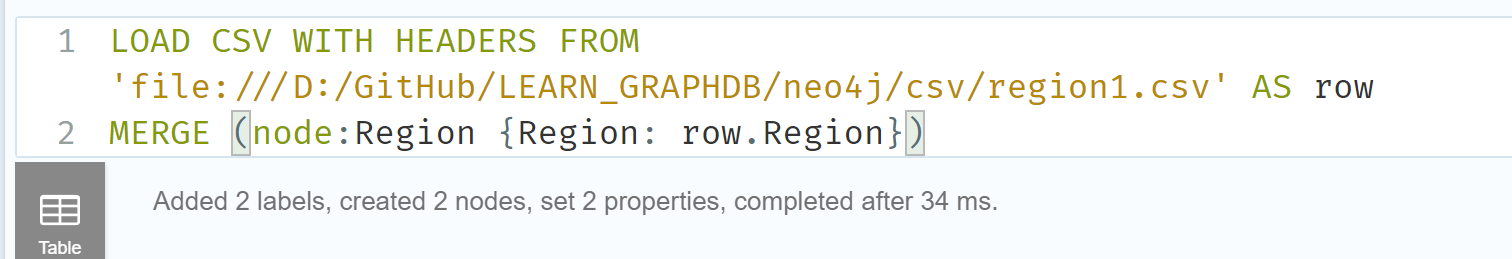 1 LOAD CSV WITH HEADERS FROM
'file:///D:/GitHub/LEARN_GRAPHDB/neo4j/csv/region1.csv' AS row
2 MERGE (node:Region {Region: row.Region})
Added 2 labels, created 2 nodes, set 2 properties, completed after 34 ms.
Table